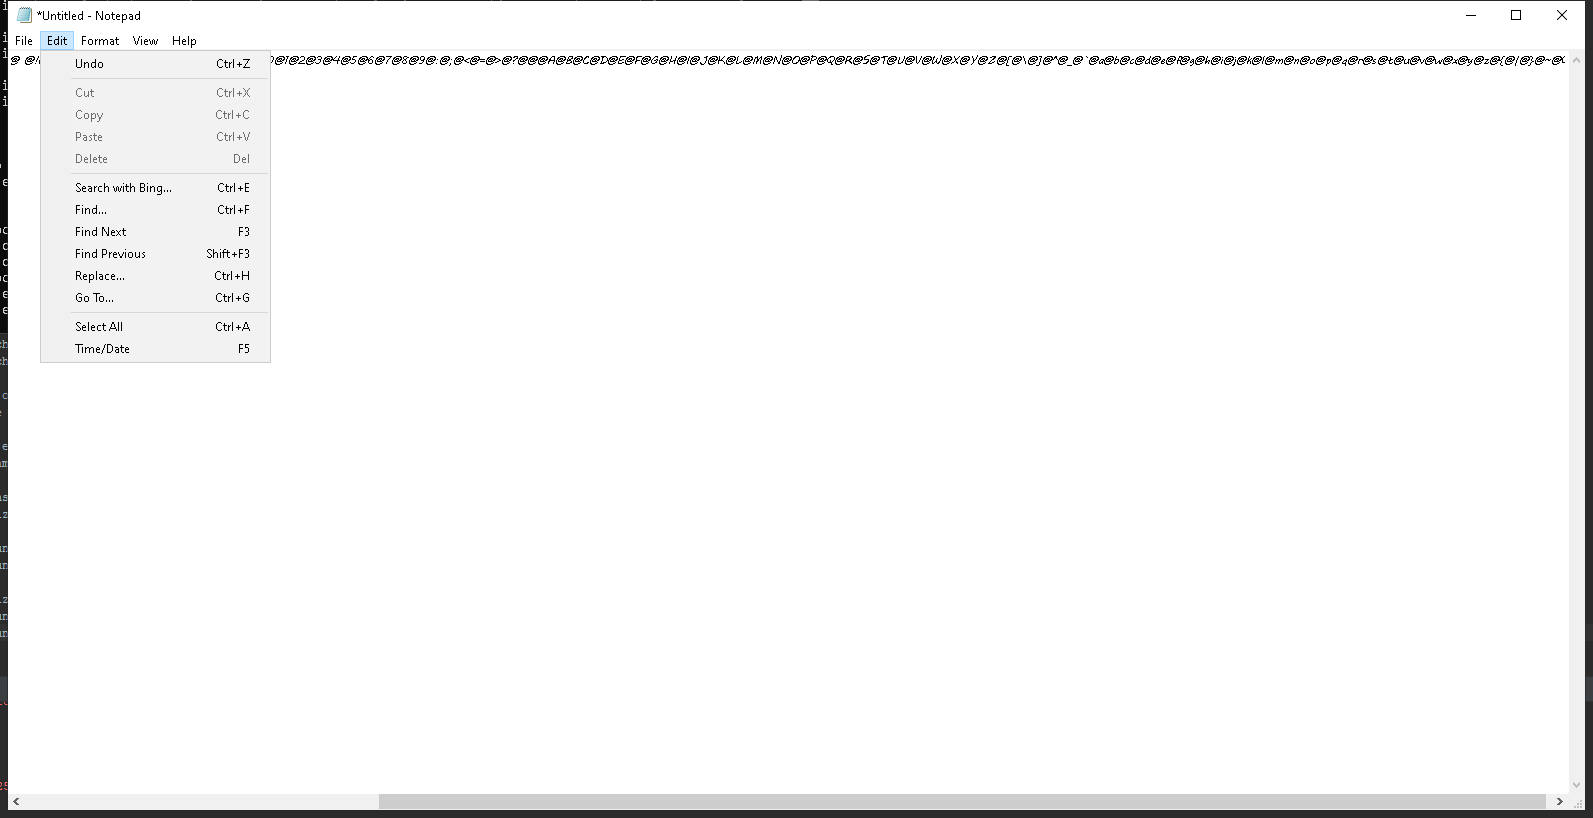 *Untitled - Notepad
File Edit Format View Help
@1@2@3@4@5@6@7@8@9@:@;@<@=@>@?@@@A@B@C@D@E@F@G@H@I@J@K@L@M@N@O@P@Q@R@S@T@U@V@W@X@Y@Z@[@\@]@^@_@`@a@b@c@d@e@f@g@h@i@j@k@l@m@n@o@p@q@r@s@t@u@v@w@x@y@z@{@|@}@~@
Undo Ctrl+Z
Cut Ctrl+X
Copy Ctrl+C
Paste Ctrl+V
Delete Del
Search with Bing... Ctrl+E
Find... Ctrl+F
Find Next F3
Find Previous Shift+F3
Replace... Ctrl+H
Go To... Ctrl+G
Select All Ctrl+A
Time/Date F5